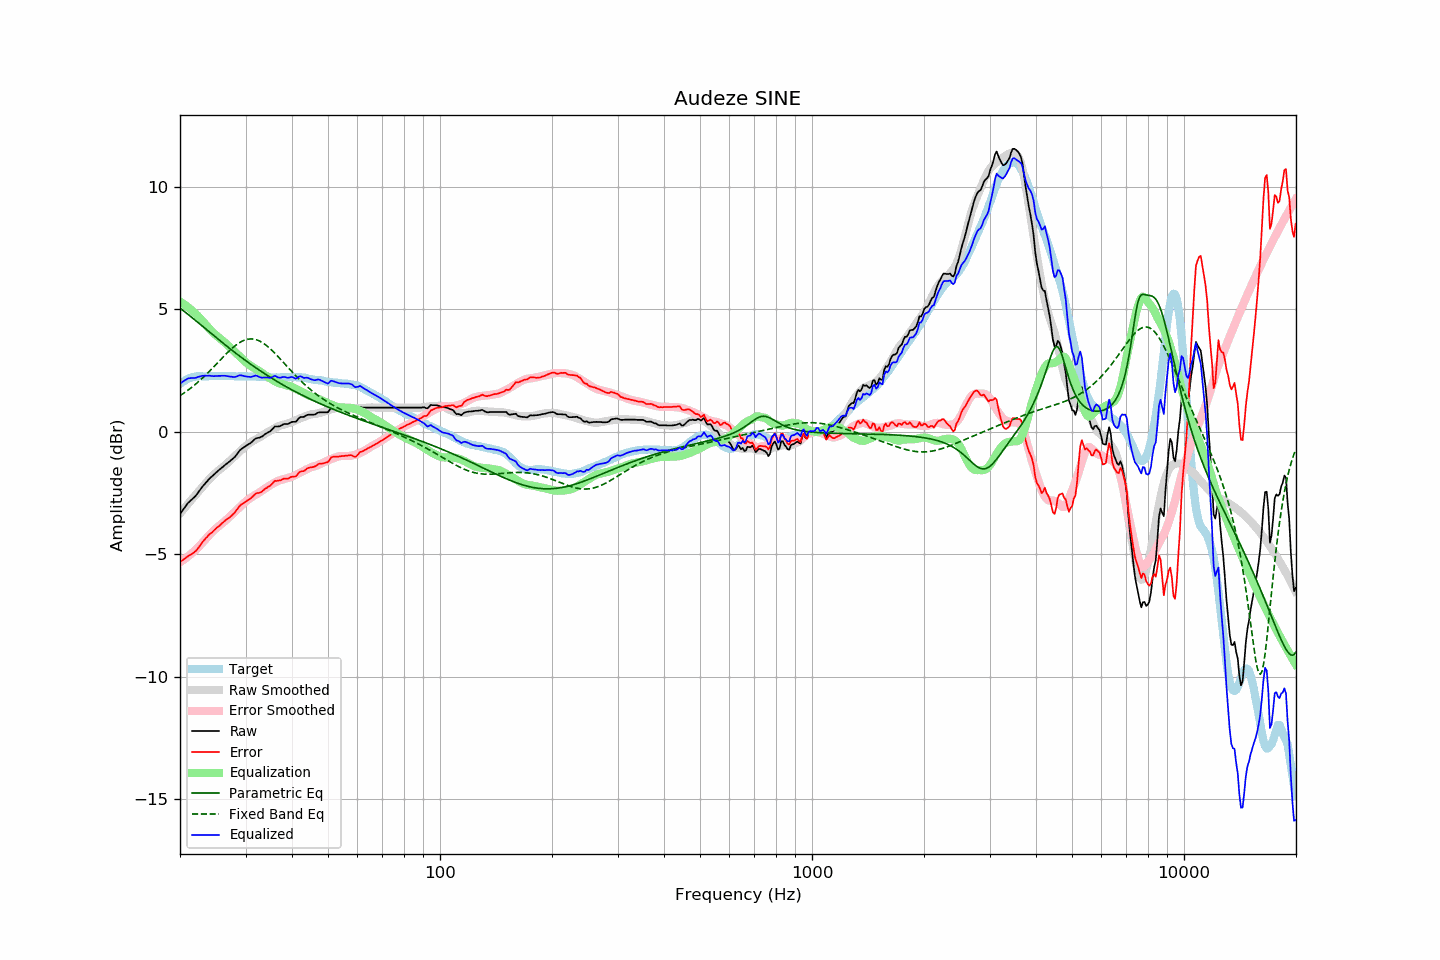 Audeze SINE
Amplitude (dBr)
10
5
0
−5
−10
−15
Target
Raw Smoothed
Error Smoothed
Raw
Error
Equalization
Parametric Eq
Fixed Band Eq
Equalized
100
1000
10000
Frequency (Hz)